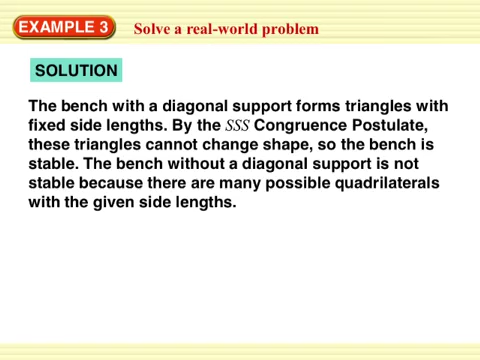 EXAMPLE 3 Solve a real-world problem
SOLUTION
The bench with a diagonal support forms triangles with
fixed side lengths. By the SSS Congruence Postulate,
these triangles cannot change shape, so the bench is
stable. The bench without a diagonal support is not
stable because there are many possible quadrilaterals
with the given side lengths.